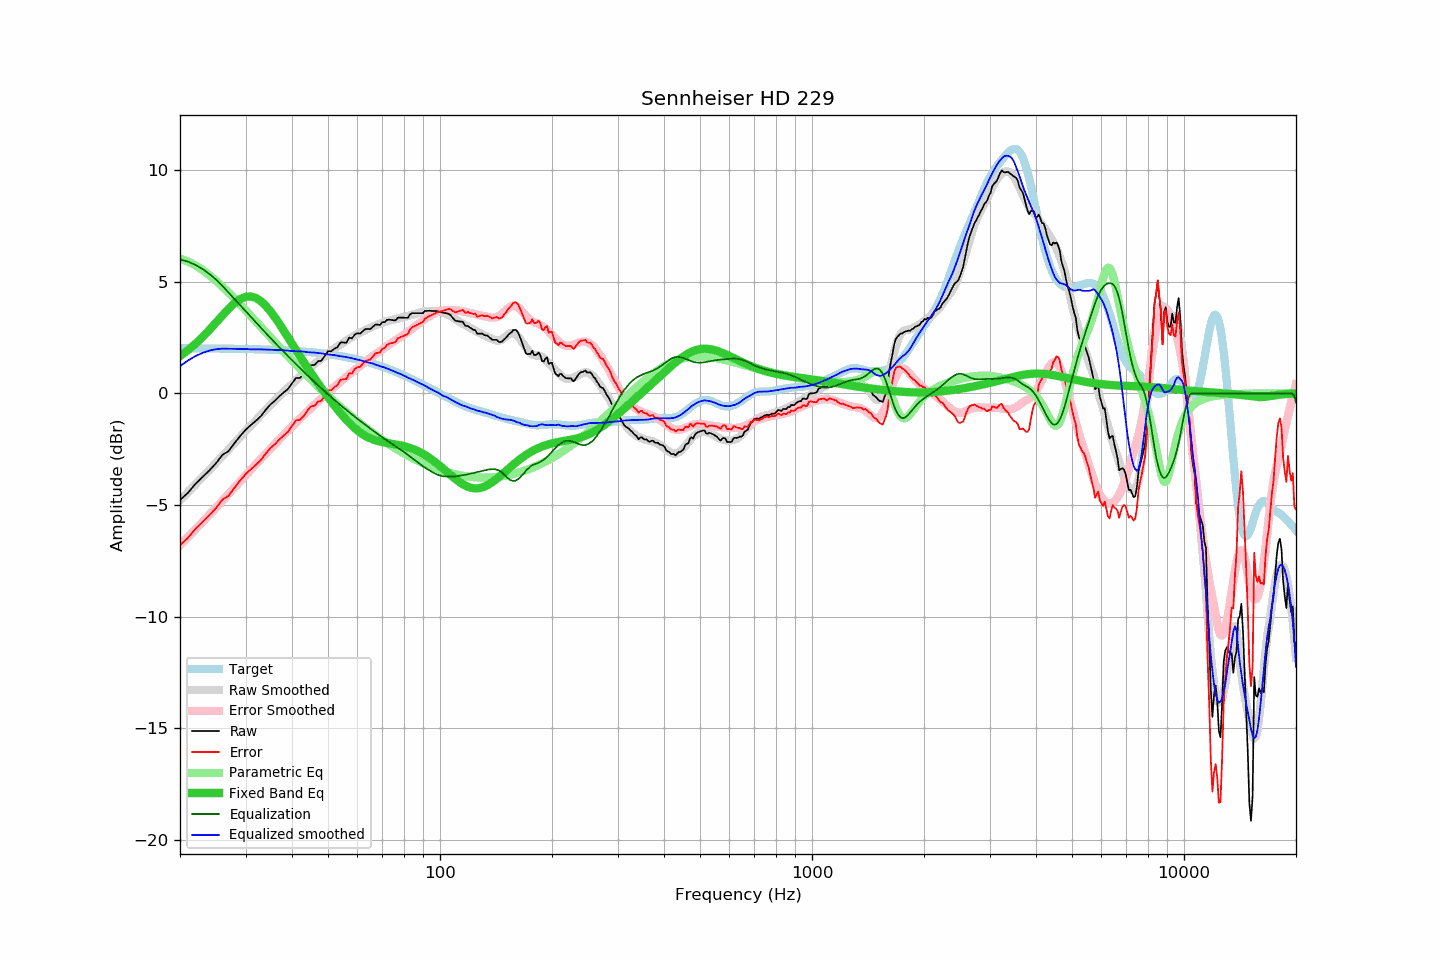 Sennheiser HD 229
10
5
0
−5
−10
−15
−20
Amplitude (dBr)
Target
Raw Smoothed
Error Smoothed
Raw
Error
Parametric Eq
Fixed Band Eq
Equalization
Equalized smoothed
100
1000
10000
Frequency (Hz)